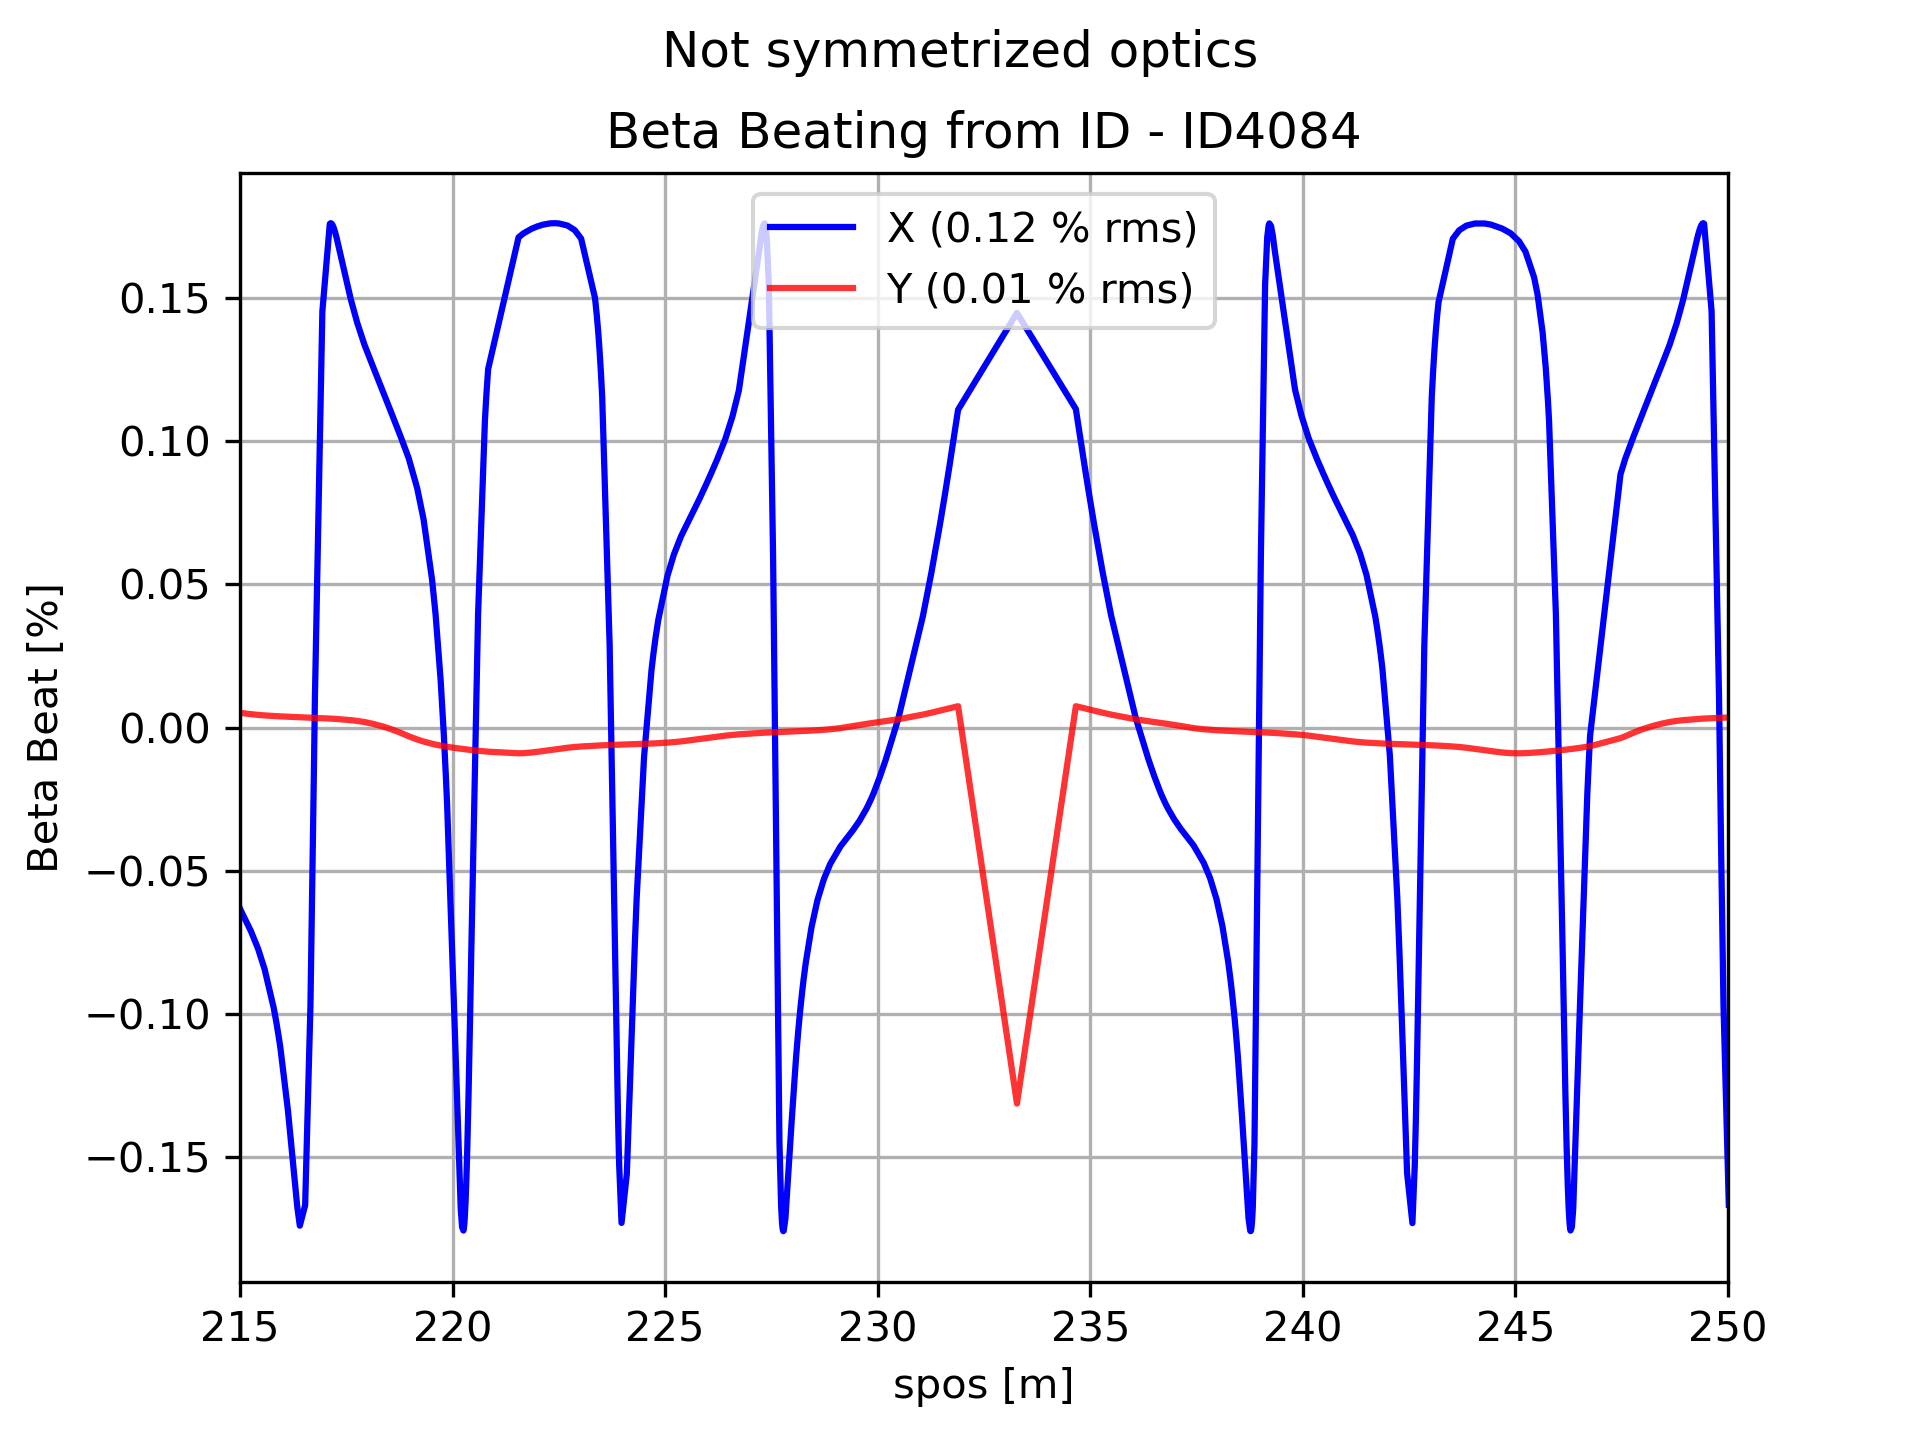 Not symmetrized optics
Beta Beating from ID - ID4084
X (0.12 % rms)
Y (0.01 % rms)
Beta Beat [%]
0.15
0.10
0.05
0.00
−0.05
−0.10
−0.15
215 220 225 230 235 240 245 250
spos [m]